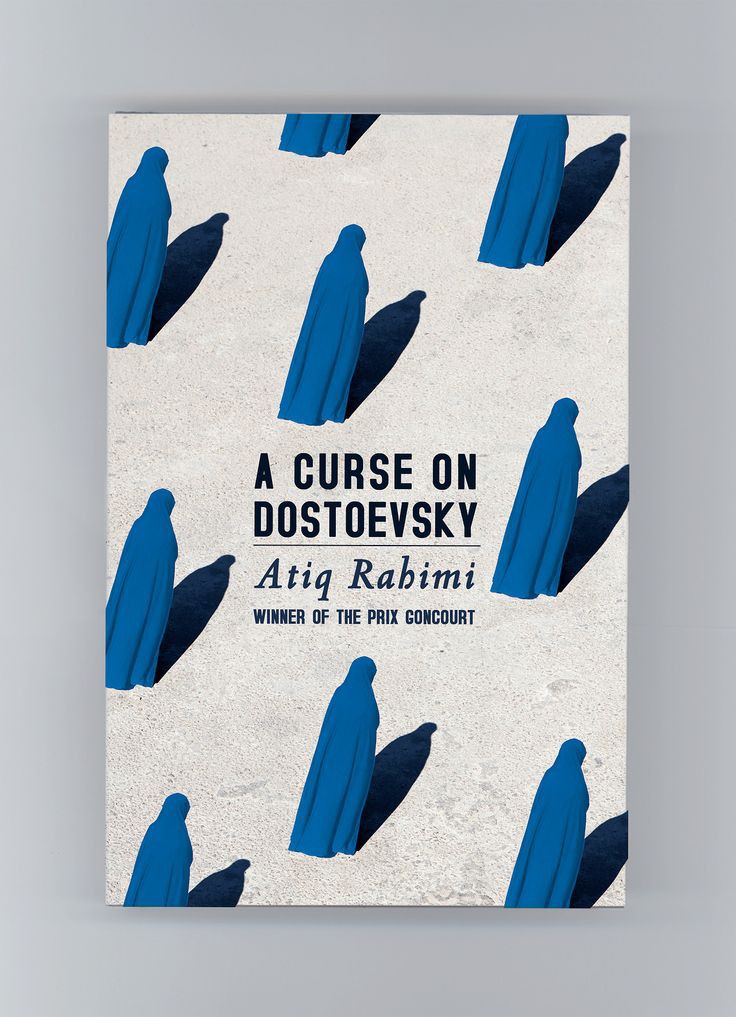 A CURSE ON
DOSTOEVSKY
Atiq Rahimi
WINNER OF THE PRIX GONCOURT